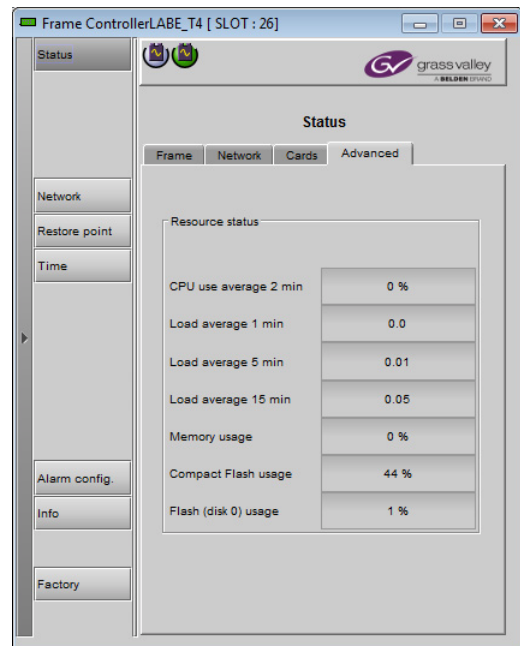 Frame ControllerLABE_T4 [ SLOT : 26]
Status
GV grass valley
A BELDEN BRAND
Status
Frame Network Cards Advanced
Network
Restore point
Time
Alarm config.
Info
Factory
Resource status
CPU use average 2 min 0 %
Load average 1 min 0.0
Load average 5 min 0.01
Load average 15 min 0.05
Memory usage 0 %
Compact Flash usage 44 %
Flash (disk 0) usage 1 %